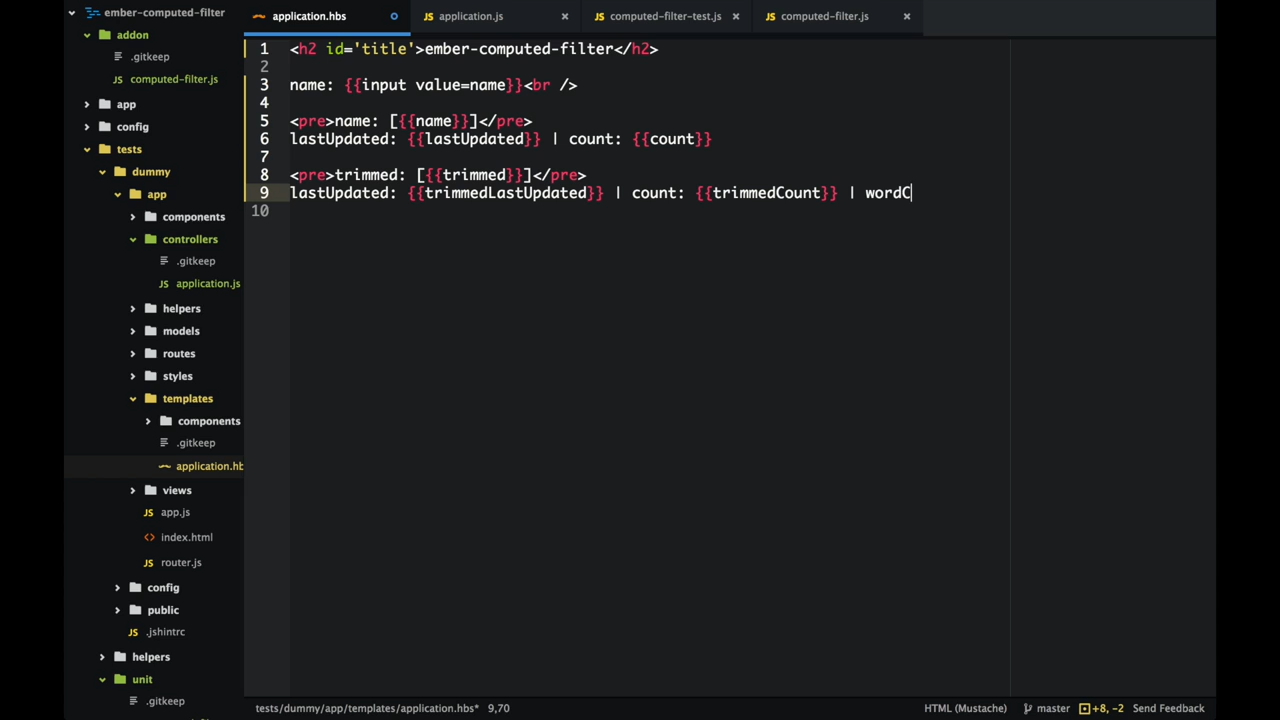 ember-computed-filter
addon
.gitkeep
computed-filter.js
app
config
tests
dummy
app
components
controllers
.gitkeep
application.js
helpers
models
routes
styles
templates
components
.gitkeep
application.hb
views
app.js
index.html
router.js
config
public
.jshintrc
helpers
unit
.gitkeep
application.hbs
application.js
computed-filter-test.js
computed-filter.js
1 <h2 id='title'>ember-computed-filter</h2>
2
3 name: {{input value=name}}<br />
4
5 <pre>name: [{{name}}]</pre>
6 lastUpdated: {{lastUpdated}} | count: {{count}}
7
8 <pre>trimmed: [{{trimmed}}]</pre>
9 lastUpdated: {{trimmedLastUpdated}} | count: {{trimmedCount}} | wordC
10
tests/dummy/app/templates/application.hbs* 9,70 HTML (Mustache) master +8, -2 Send Feedback